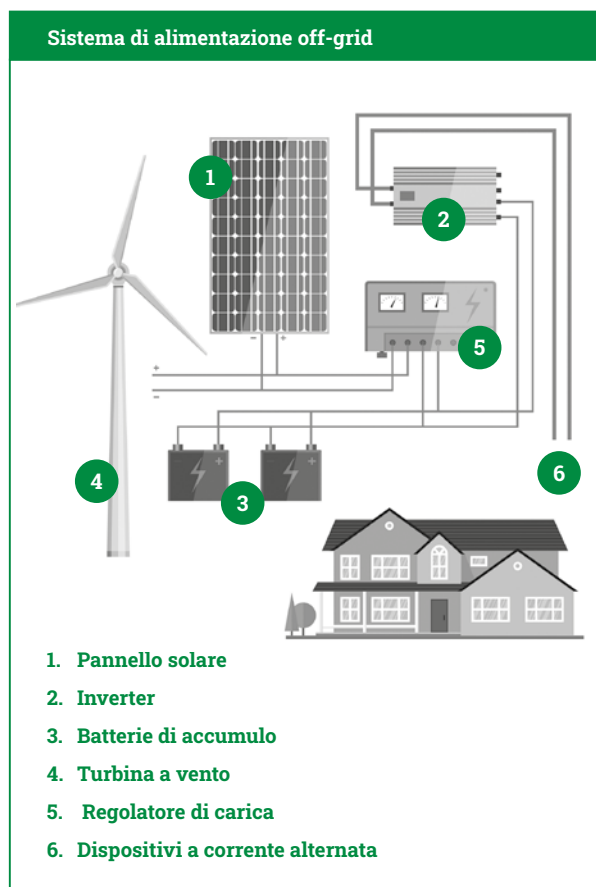 Sistema di alimentazione off-grid
1
2
- +
5
+
-
+ +
4
3
6
1. Pannello solare
2. Inverter
3. Batterie di accumulo
4. Turbina a vento
5. Regolatore di carica
6. Dispositivi a corrente alternata